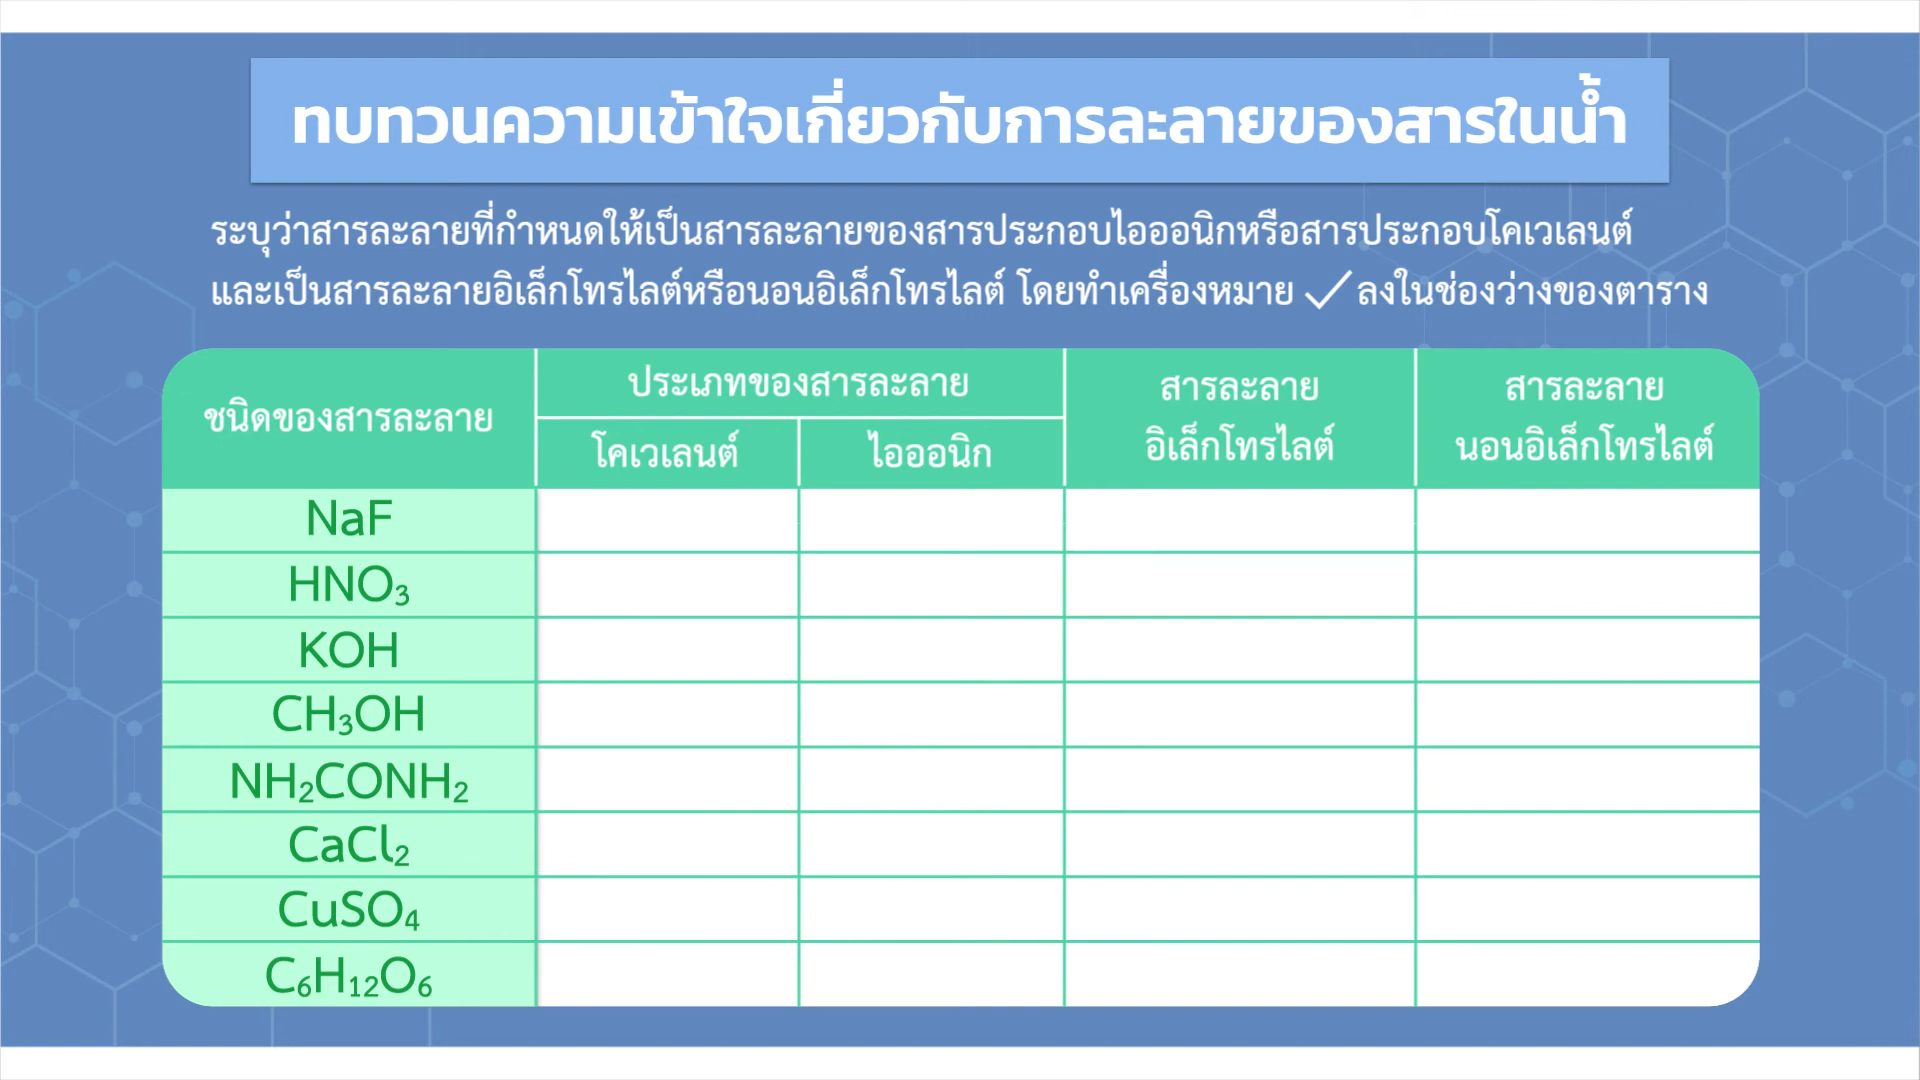 ทบทวนความเข้าใจเกี่ยวกับการละลายของสารในน้ำ
ระบุว่าสารละลายที่กำหนดให้เป็นสารละลายของสารประกอบไอออนิกหรือสารประกอบโคเวเลนต์
และเป็นสารละลายอิเล็กโทรไลต์หรือนอนอิเล็กโทรไลต์ โดยทำเครื่องหมาย ✓ ลงในช่องว่างของตาราง
ชนิดของสารละลาย
ประเภทของสารละลาย
โคเวเลนต์
ไอออนิก
สารละลาย
อิเล็กโทรไลต์
สารละลาย
นอนอิเล็กโทรไลต์
NaF
HNO₃
KOH
CH₃OH
NH₂CONH₂
CaCl₂
CuSO₄
C₆H₁₂O₆